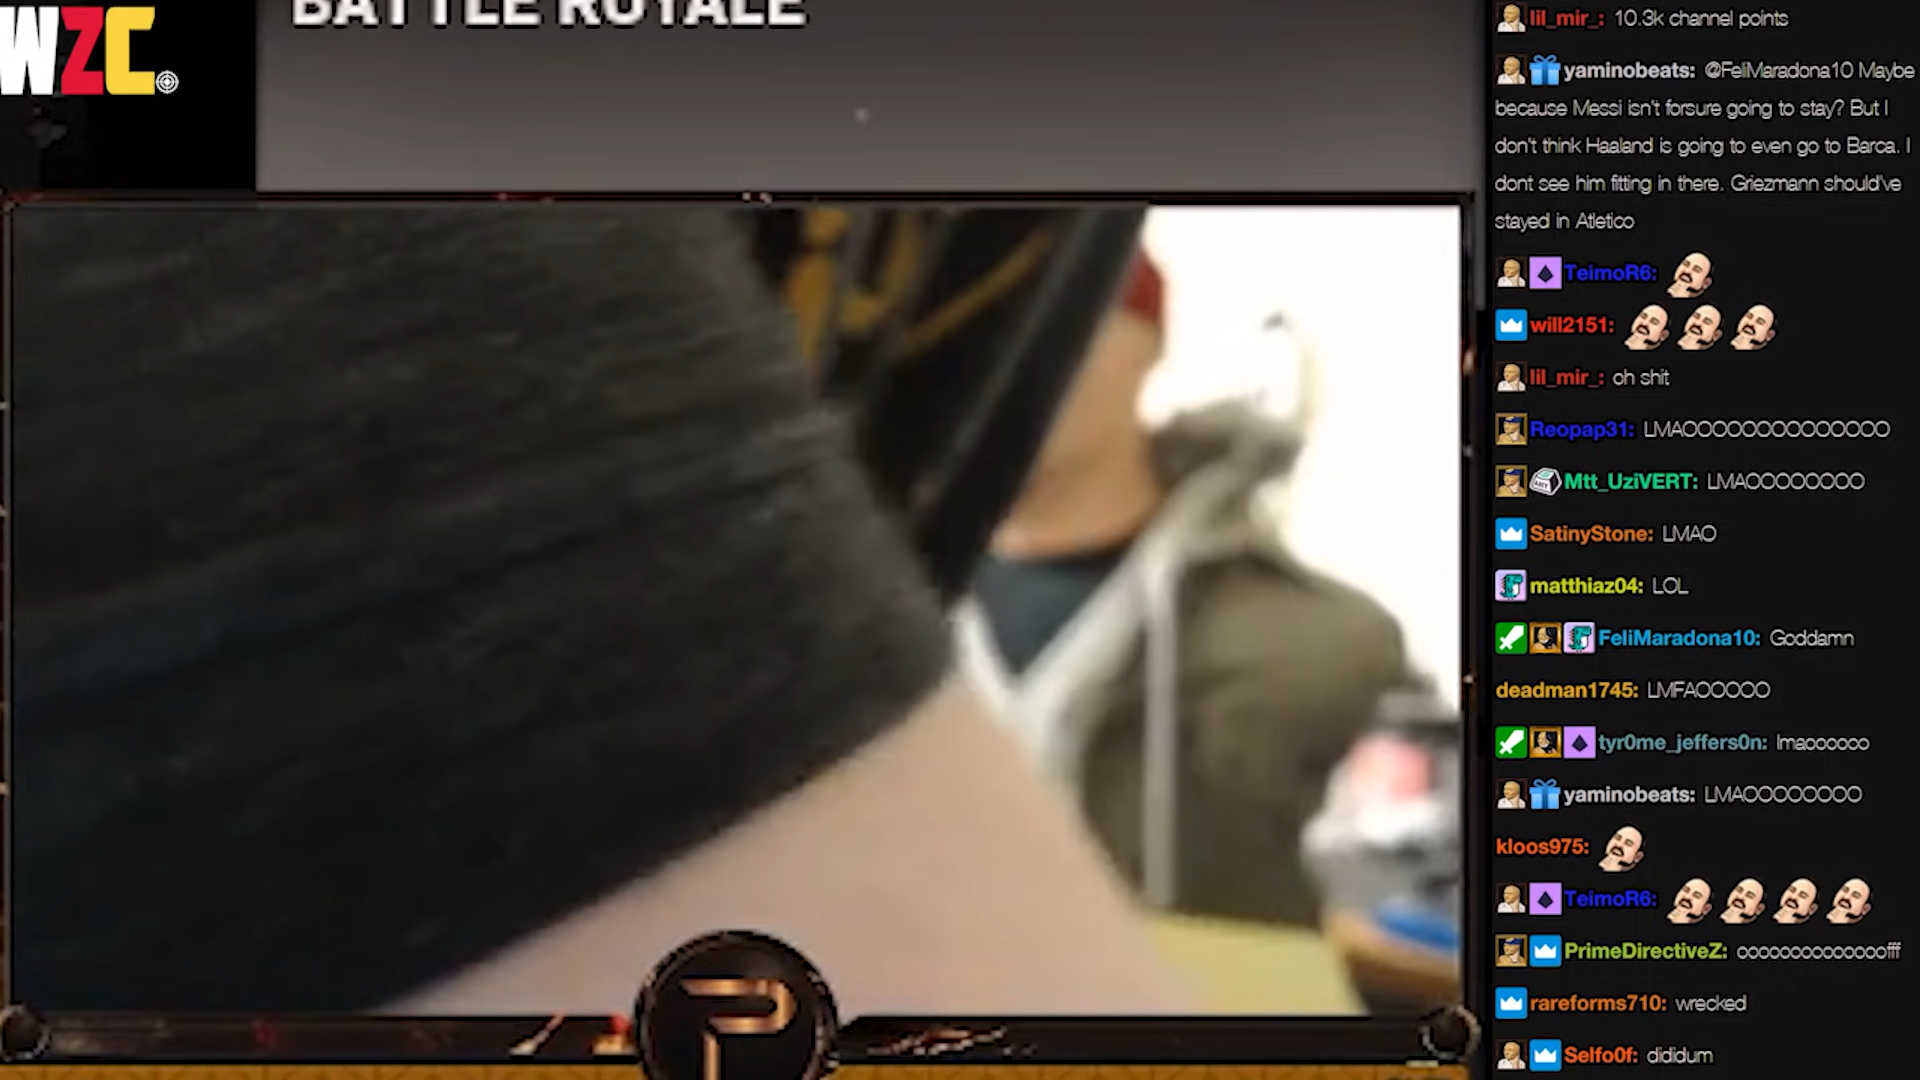 BATTLE ROYALE
WZC
lil_mir_: 10.3k channel points
yaminobeats: @FeliMaradona10 Maybe
because Messi isn't forsure going to stay? But I
don't think Haaland is going to even go to Barca. I
dont see him fitting in there. Griezmann should've
stayed in Atletico
TeimoR6:
will2151:
lil_mir_: oh shit
Reopap31: LMAOOOOOOOOOOOOOO
Mtt_UziVERT: LMAOOOOOOOO
SatinyStone: LMAO
matthiaz04: LOL
FeliMaradona10: Goddamn
deadman1745: LMFAOOOOO
tyr0me_jeffers0n: lmaoooooo
yaminobeats: LMAOOOOOOOO
kloos975:
TeimoR6:
PrimeDirectiveZ: oooooooooooooofff
rareforms710: wrecked
Selfo0f: dididum